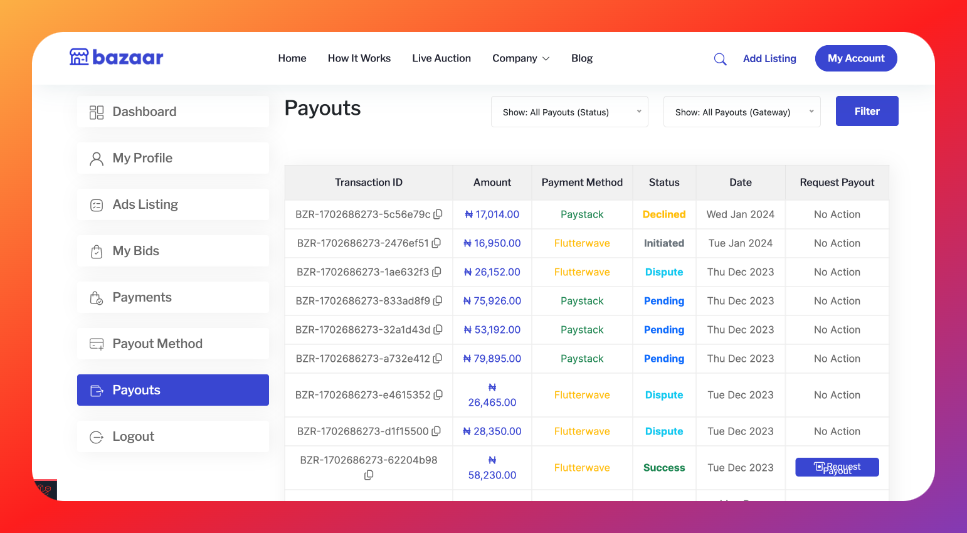 bazaar
Home How It Works Live Auction Company Blog Add Listing My Account
Dashboard
My Profile
Ads Listing
My Bids
Payments
Payout Method
Payouts
Logout
Payouts Show: All Payouts (Status) Show: All Payouts (Gateway) Filter
Transaction ID Amount Payment Method Status Date Request Payout
BZR-1702686273-5c56e79c ₦ 17,014.00 Paystack Declined Wed Jan 2024 No Action
BZR-1702686273-2476ef51 ₦ 16,950.00 Flutterwave Initiated Tue Jan 2024 No Action
BZR-1702686273-1ae632f3 ₦ 26,152.00 Flutterwave Dispute Thu Dec 2023 No Action
BZR-1702686273-833ad8f9 ₦ 75,926.00 Paystack Pending Thu Dec 2023 No Action
BZR-1702686273-32a1d43d ₦ 53,192.00 Paystack Pending Thu Dec 2023 No Action
BZR-1702686273-a732e412 ₦ 79,895.00 Paystack Pending Thu Dec 2023 No Action
BZR-1702686273-e4615352 ₦ 26,465.00 Flutterwave Dispute Tue Dec 2023 No Action
BZR-1702686273-d1f15500 ₦ 28,350.00 Flutterwave Dispute Tue Dec 2023 No Action
BZR-1702686273-62204b98 ₦ 58,230.00 Flutterwave Success Tue Dec 2023 Request Payout